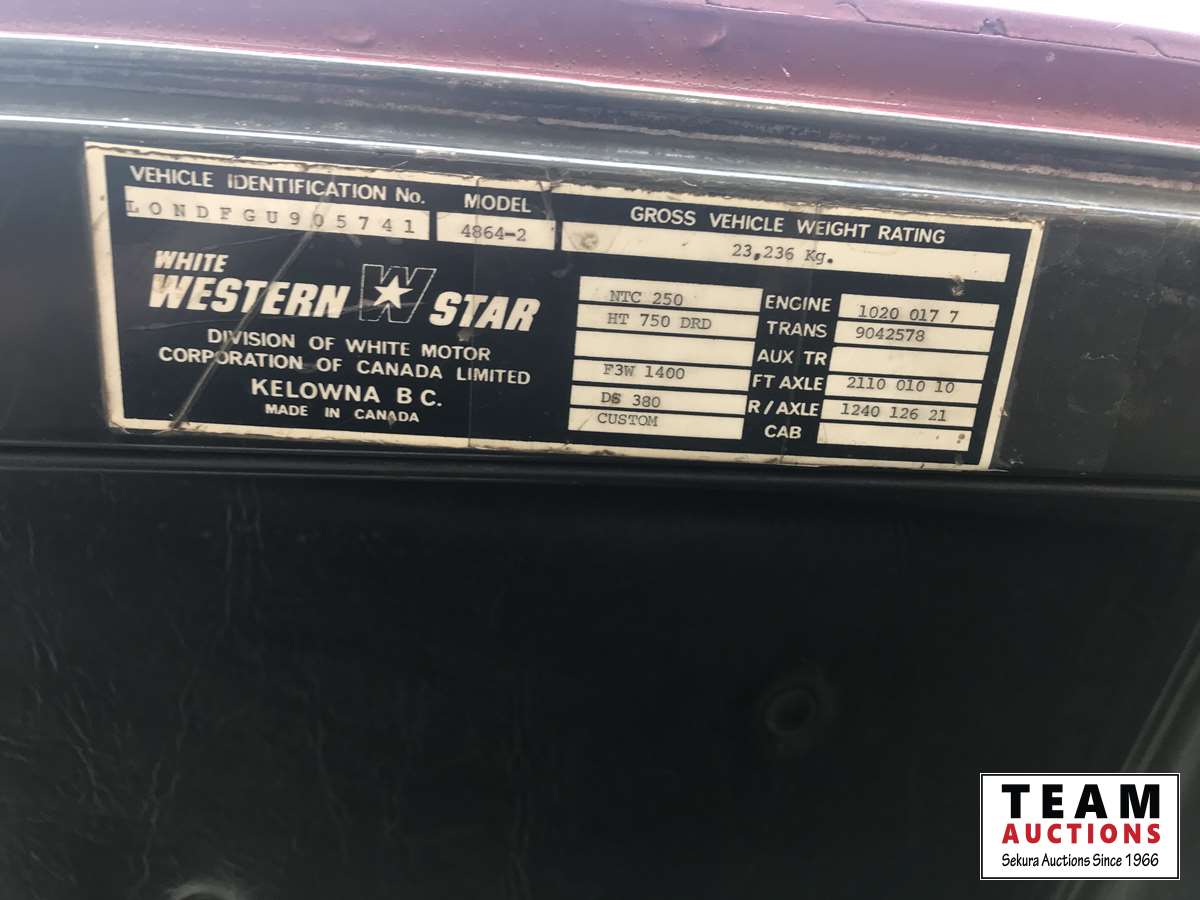 VEHICLE IDENTIFICATION No. MODEL GROSS VEHICLE WEIGHT RATING
LONDFGU905741 4864-2 23,236 Kg.
WHITE
WESTERN W STAR
DIVISION OF WHITE MOTOR
CORPORATION OF CANADA LIMITED
KELOWNA B C.
MADE IN CANADA
NTC 250 ENGINE 1020 017 7
HT 750 DRD TRANS 9042578
AUX TR
F3W 1400 FT AXLE 2110 010 10
DS 380 R/AXLE 1240 126 21
CUSTOM CAB
TEAM
AUCTIONS
Sekura Auctions Since 1966